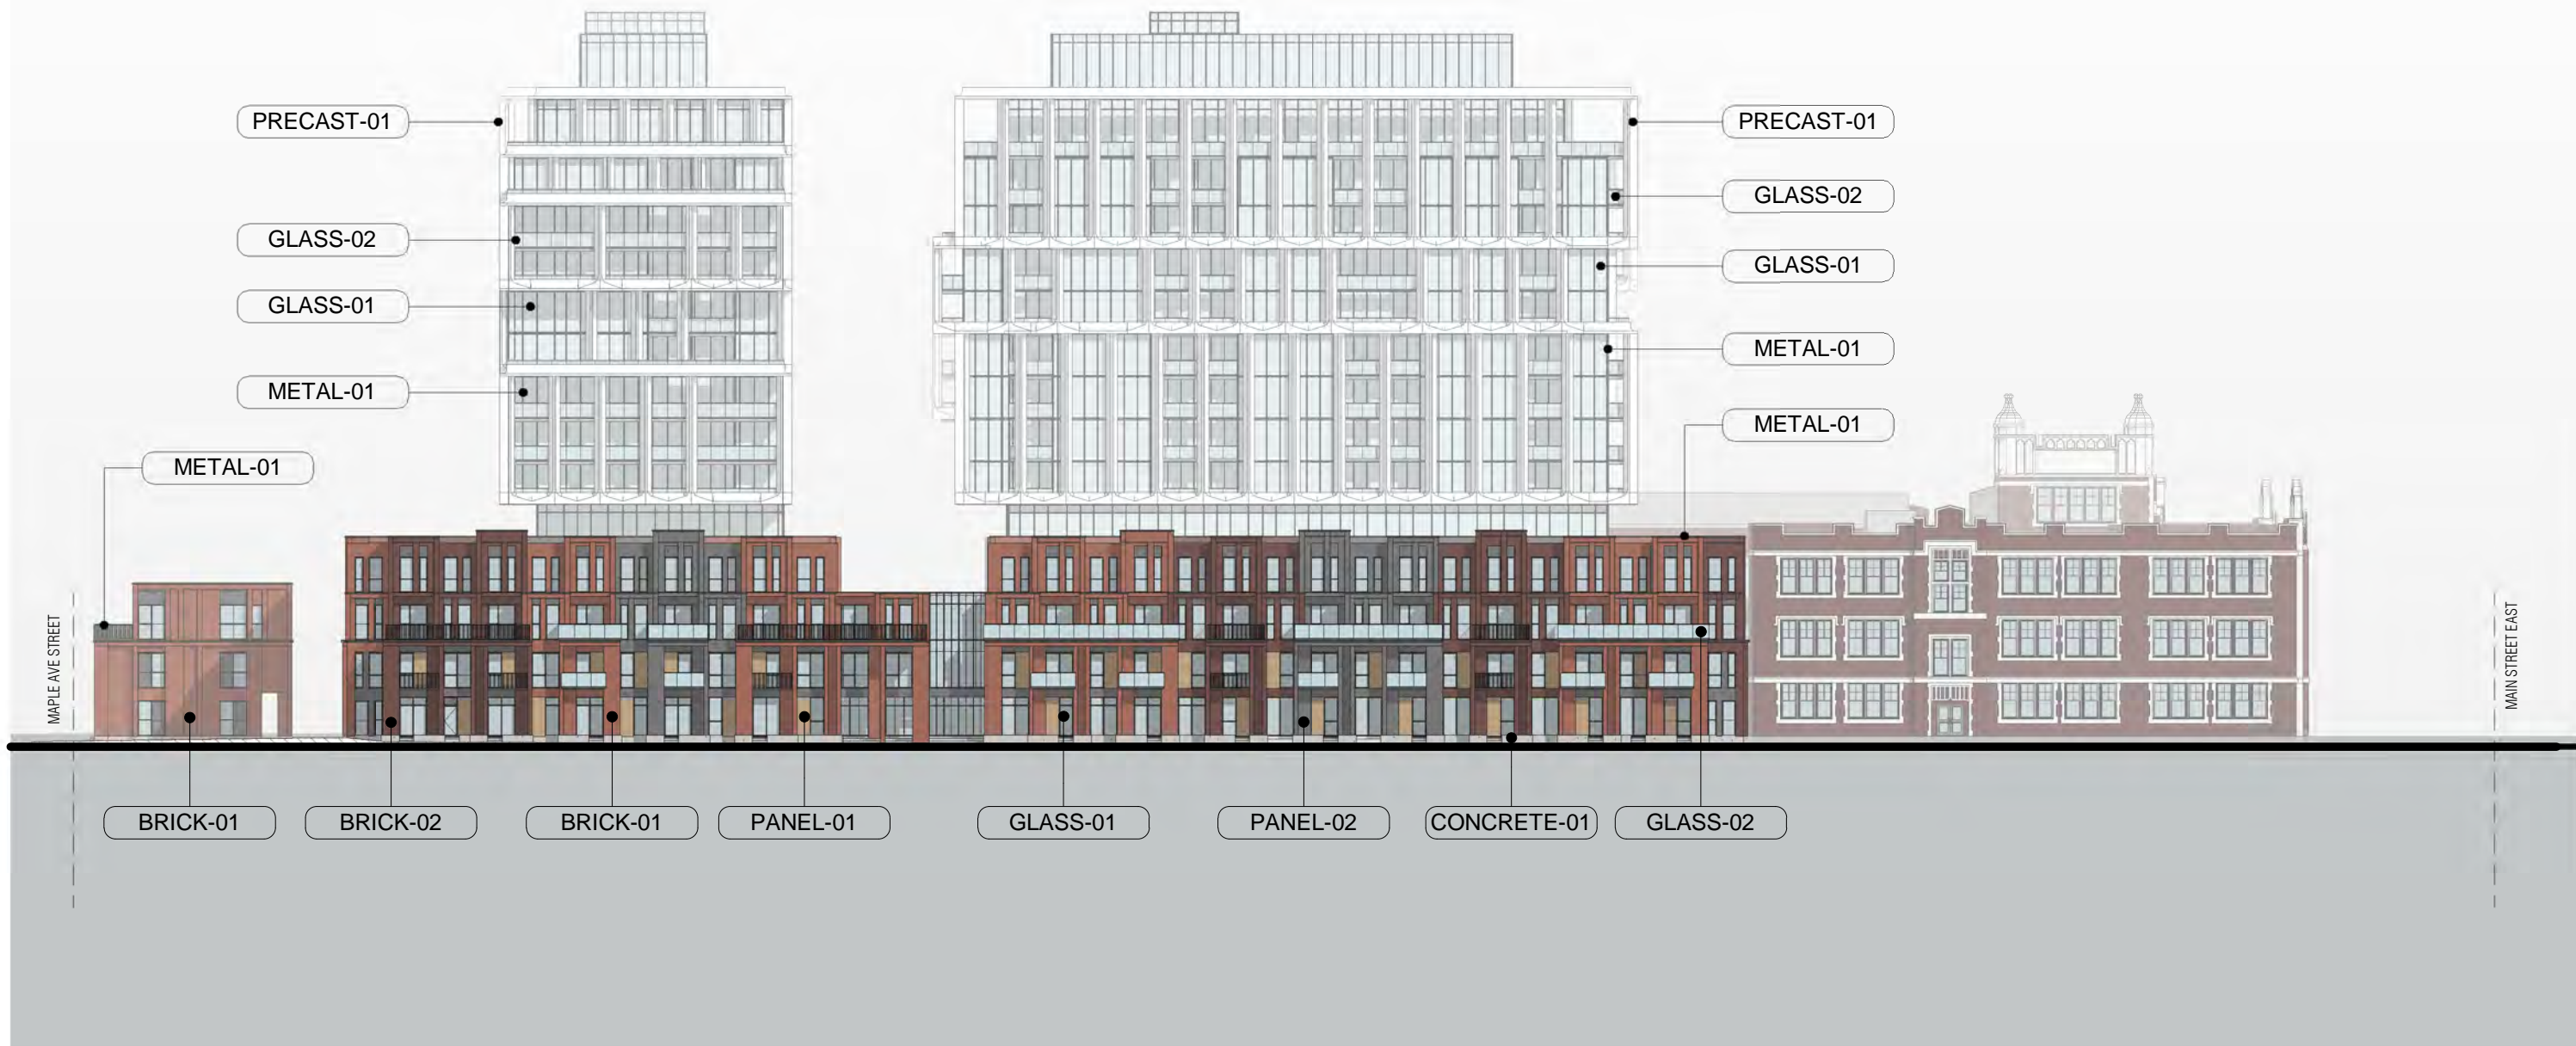 PRECAST-01
PRECAST-01
GLASS-02
GLASS-02
GLASS-01
GLASS-01
METAL-01
METAL-01
METAL-01
METAL-01
MAPLE AVE STREET
MAIN STREET EAST
BRICK-01
BRICK-02
BRICK-01
PANEL-01
GLASS-01
PANEL-02
CONCRETE-01
GLASS-02